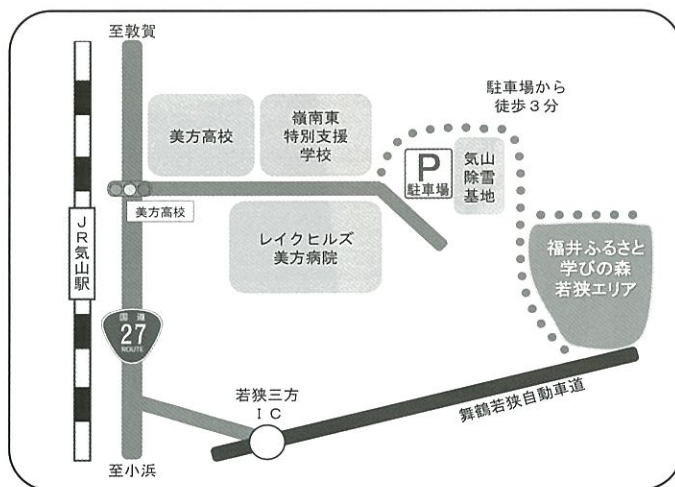 至敦賀
駐車場から
徒歩3分
美方高校
嶺南東
特別支援
学校
P
駐車場
気山
除雪
基地
美方高校
JR気山駅
レイクヒルズ
美方病院
福井ふるさと
学びの森
若狭エリア
国道
27
ROUTE
若狭三方
IC
舞鶴若狭自動車道
至小浜